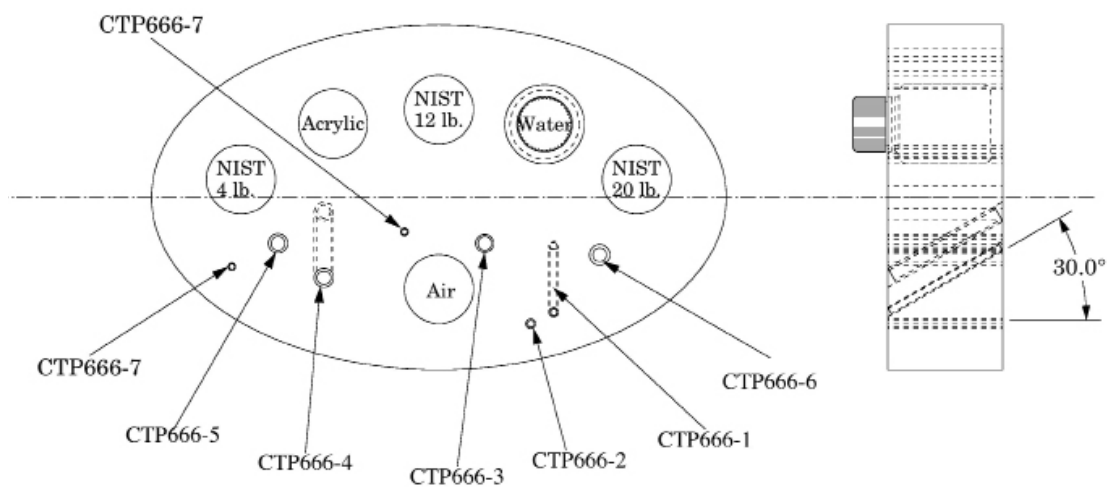 CTP666-7
NIST
12 lb.
Acrylic
Water
NIST
4 lb.
NIST
20 lb.
Air
30.0°
CTP666-7
CTP666-6
CTP666-5
CTP666-1
CTP666-4
CTP666-2
CTP666-3